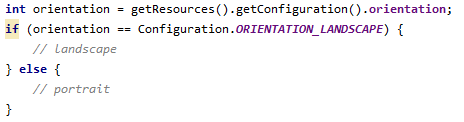 int orientation = getResources().getConfiguration().orientation;
if (orientation == Configuration.ORIENTATION_LANDSCAPE) {
    // landscape
} else {
    // portrait
}